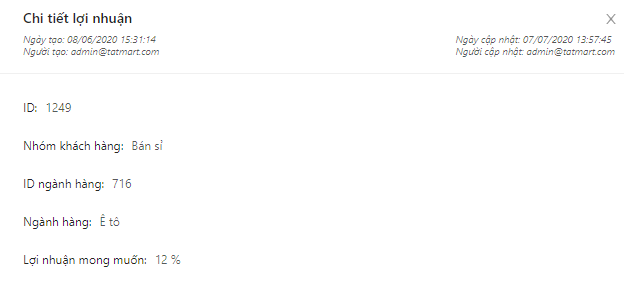 Chi tiết lợi nhuận
Ngày tạo: 08/06/2020 15:31:14
Người tạo: admin@tatmart.com
Ngày cập nhật: 07/07/2020 13:57:45
Người cập nhật: admin@tatmart.com
ID: 1249
Nhóm khách hàng: Bán sỉ
ID ngành hàng: 716
Ngành hàng: Ê tô
Lợi nhuận mong muốn: 12 %